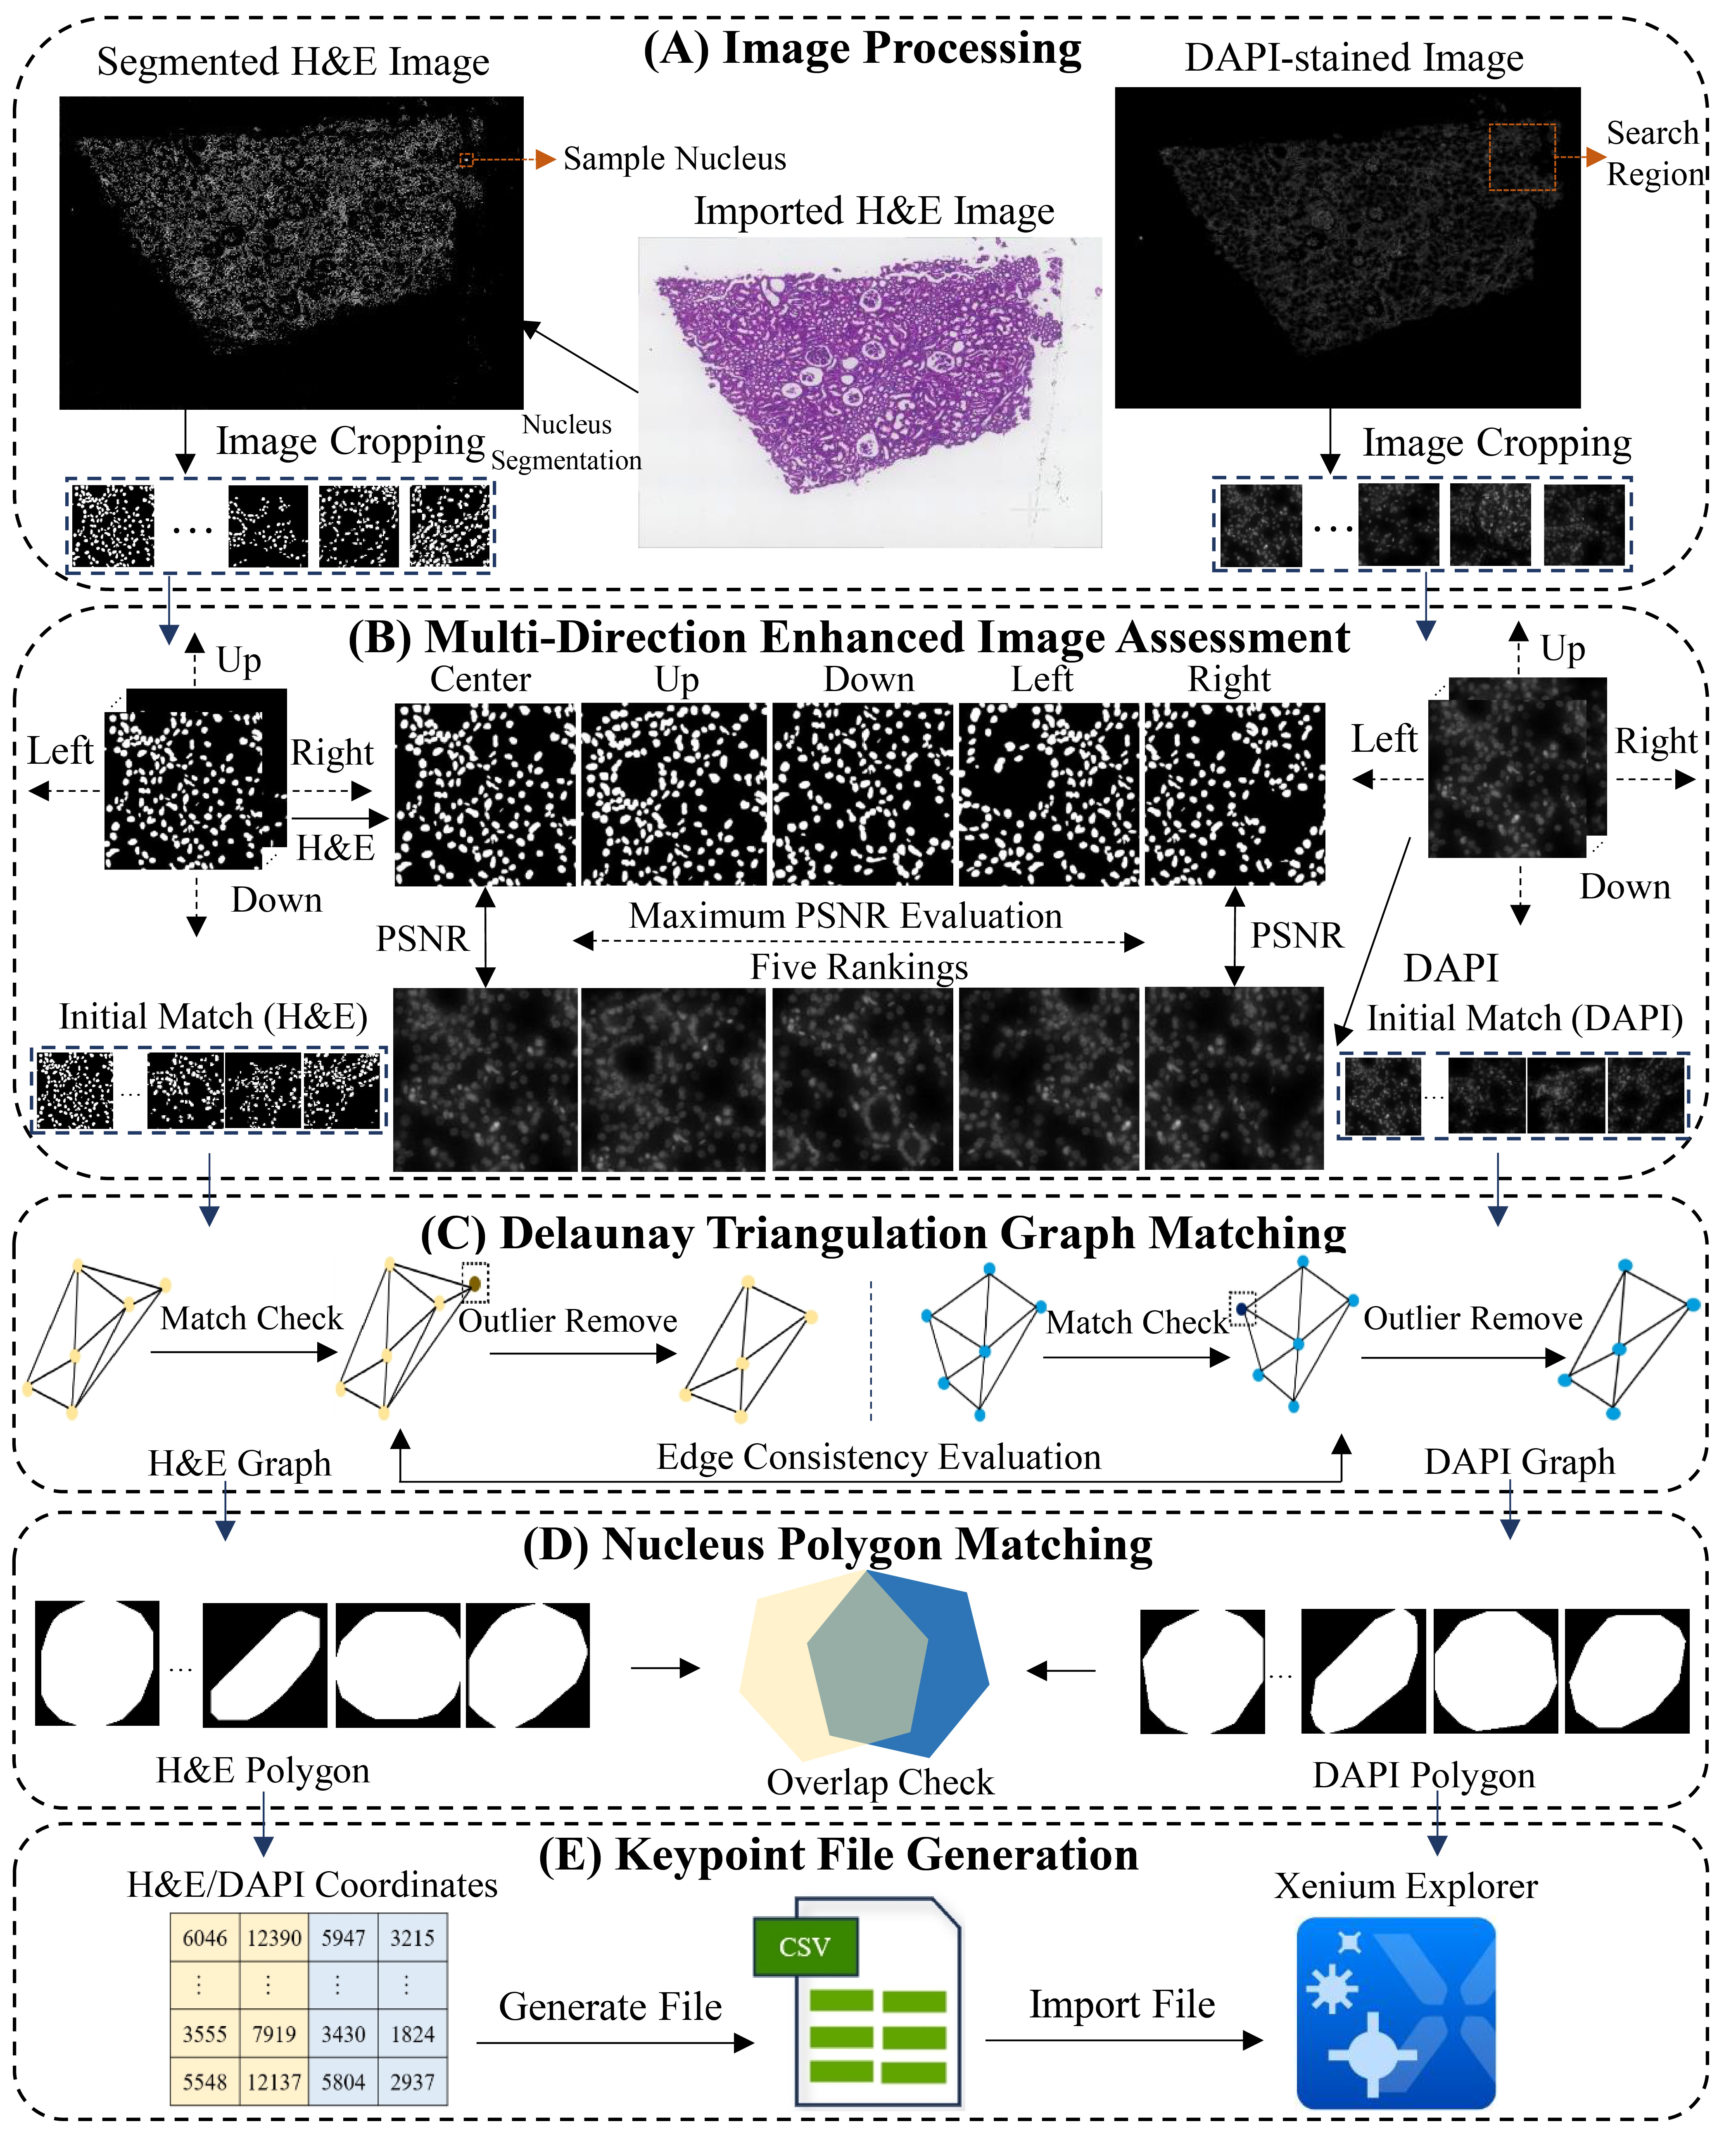 (A) Image Processing
Segmented H&E Image
DAPI-stained Image
Sample Nucleus
Search
Region
Imported H&E Image
Nucleus
Segmentation
Image Cropping
Image Cropping
...
...
(B) Multi-Direction Enhanced Image Assessment
Up
Left
Right
H&E
Down
Center Up Down Left Right
Up
Left
Right
Down
PSNR
Maximum PSNR Evaluation
Five Rankings
PSNR
DAPI
Initial Match (H&E)
Initial Match (DAPI)
...
...
(C) Delaunay Triangulation Graph Matching
Match Check
Outlier Remove
Match Check
Outlier Remove
Edge Consistency Evaluation
H&E Graph
DAPI Graph
(D) Nucleus Polygon Matching
...
...
H&E Polygon
Overlap Check
DAPI Polygon
(E) Keypoint File Generation
H&E/DAPI Coordinates
6046 12390 5947 3215
⋮ ⋮ ⋮ ⋮
3555 7919 3430 1824
5548 12137 5804 2937
Generate File
CSV
Import File
Xenium Explorer